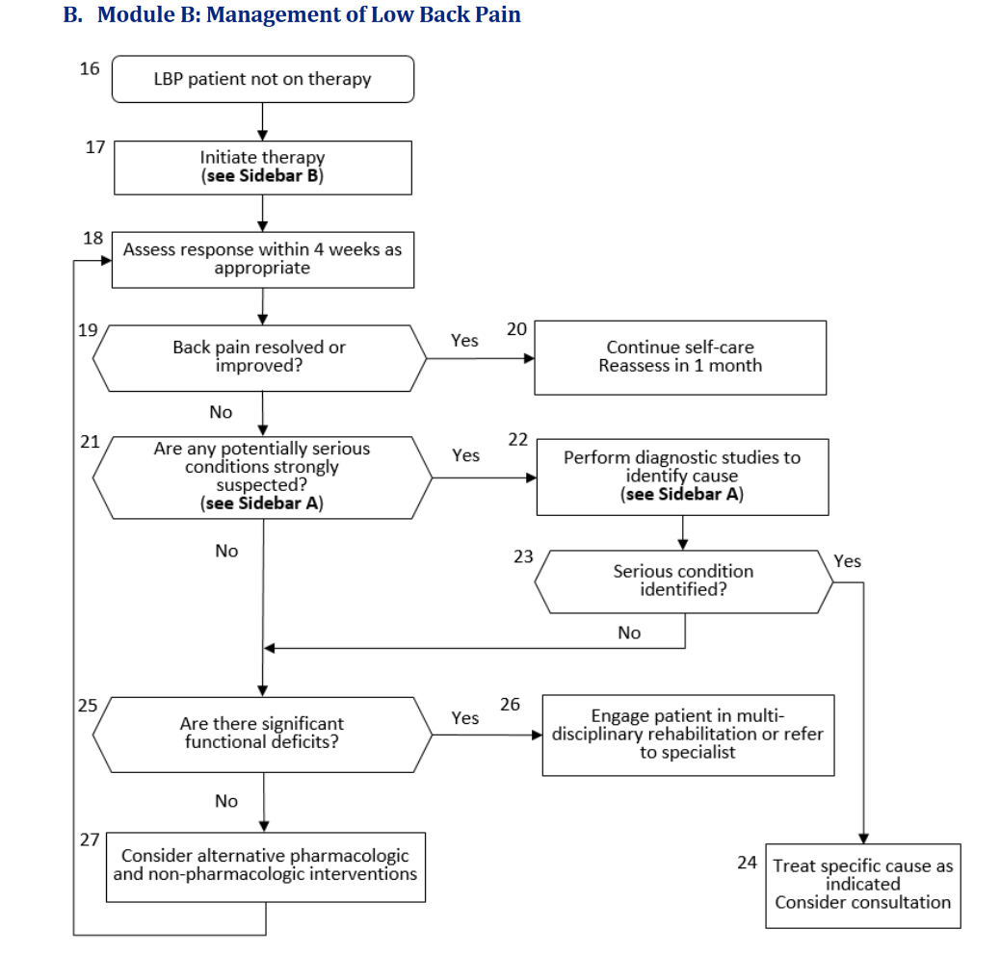 B. Module B: Management of Low Back Pain
16
LBP patient not on therapy
17
Initiate therapy
(see Sidebar B)
18
Assess response within 4 weeks as
appropriate
19
Back pain resolved or
improved?
Yes
20
Continue self-care
Reassess in 1 month
No
21
Are any potentially serious
conditions strongly
suspected?
(see Sidebar A)
Yes
22
Perform diagnostic studies to
identify cause
(see Sidebar A)
No
23
Serious condition
identified?
Yes
No
25
Are there significant
functional deficits?
Yes
26
Engage patient in multi-
disciplinary rehabilitation or refer
to specialist
No
27
Consider alternative pharmacologic
and non-pharmacologic interventions
24
Treat specific cause as
indicated
Consider consultation